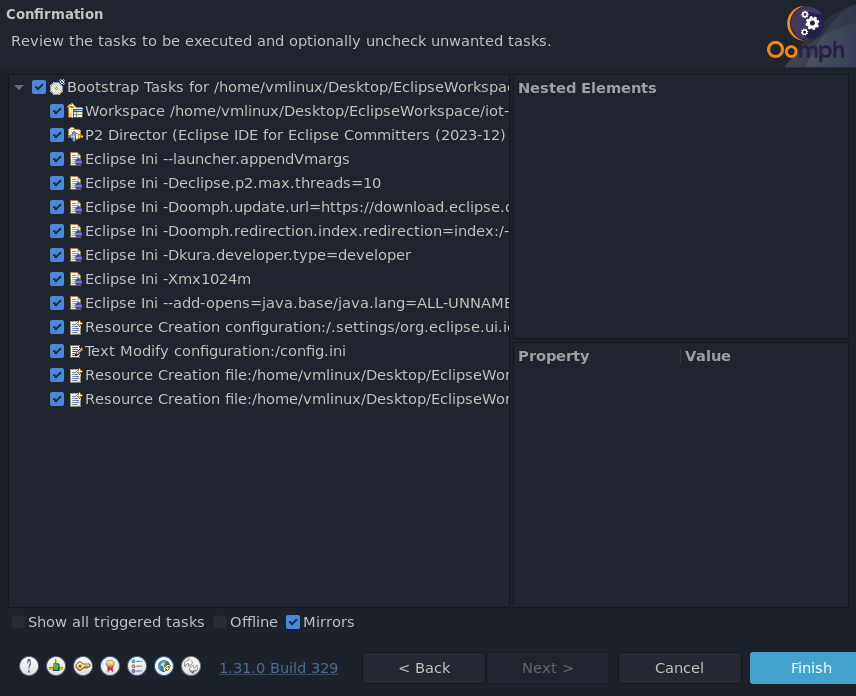 Confirmation
Review the tasks to be executed and optionally uncheck unwanted tasks.
Oomph
Bootstrap Tasks for /home/vmlinux/Desktop/EclipseWorkspa
Workspace /home/vmlinux/Desktop/EclipseWorkspace/iot-
P2 Director (Eclipse IDE for Eclipse Committers (2023-12)
Eclipse Ini --launcher.appendVmargs
Eclipse Ini -Declipse.p2.max.threads=10
Eclipse Ini -Doomph.update.url=https://download.eclipse.
Eclipse Ini -Doomph.redirection.index.redirection=index:/-
Eclipse Ini -Dkura.developer.type=developer
Eclipse Ini -Xmx1024m
Eclipse Ini --add-opens=java.base/java.lang=ALL-UNNAME
Resource Creation configuration:/.settings/org.eclipse.ui.i
Text Modify configuration:/config.ini
Resource Creation file:/home/vmlinux/Desktop/EclipseWor
Resource Creation file:/home/vmlinux/Desktop/EclipseWor
Nested Elements
Property Value
Show all triggered tasks Offline Mirrors
? 1.31.0 Build 329 < Back Next > Cancel Finish